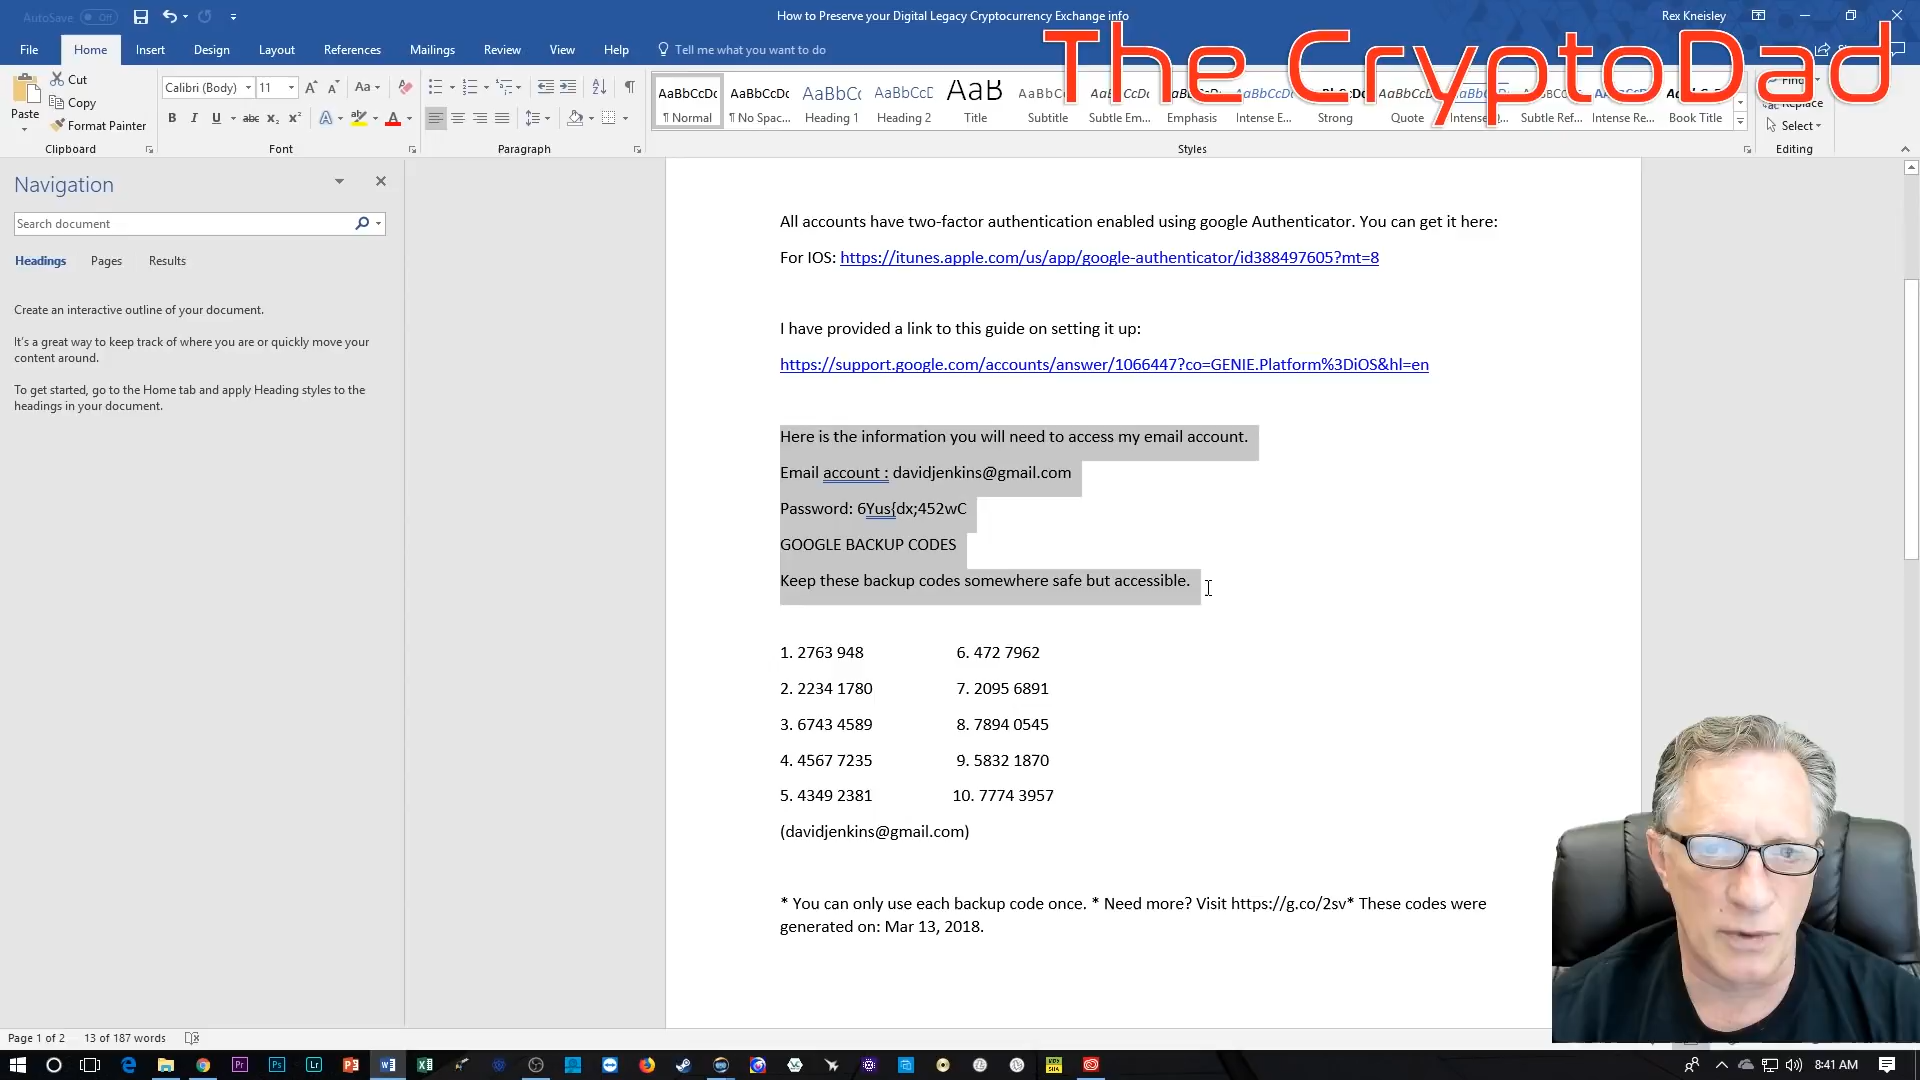 AutoSave Off
How to Preserve your Digital Legacy Cryptocurrency Exchange info
Rex Kneisley
The CryptoDad
File Home Insert Design Layout References Mailings Review View Help Tell me what you want to do
Paste
Cut
Copy
Format Painter
Clipboard
Calibri (Body) 11
Font
Paragraph
AaBbCcDc AaBbCcDc AaBbCc AaBbCcD AaB
¶ Normal ¶ No Spac... Heading 1 Heading 2 Title Subtitle Subtle Em... Emphasis Intense E... Strong Quote Intense Q... Subtle Ref... Intense Re... Book Title
Styles
Find
Replace
Select
Editing
Navigation
Search document
Headings Pages Results
Create an interactive outline of your document.
It's a great way to keep track of where you are or quickly move your
content around.
To get started, go to the Home tab and apply Heading styles to the
headings in your document.
All accounts have two-factor authentication enabled using google Authenticator. You can get it here:
For IOS: https://itunes.apple.com/us/app/google-authenticator/id388497605?mt=8
I have provided a link to this guide on setting it up:
https://support.google.com/accounts/answer/1066447?co=GENIE.Platform%3DiOS&hl=en
Here is the information you will need to access my email account.
Email account : davidjenkins@gmail.com
Password: 6Yus{dx;452wC
GOOGLE BACKUP CODES
Keep these backup codes somewhere safe but accessible.
1. 2763 948 6. 472 7962
2. 2234 1780 7. 2095 6891
3. 6743 4589 8. 7894 0545
4. 4567 7235 9. 5832 1870
5. 4349 2381 10. 7774 3957
(davidjenkins@gmail.com)
* You can only use each backup code once. * Need more? Visit https://g.co/2sv* These codes were
generated on: Mar 13, 2018.
Page 1 of 2 13 of 187 words
8:41 AM